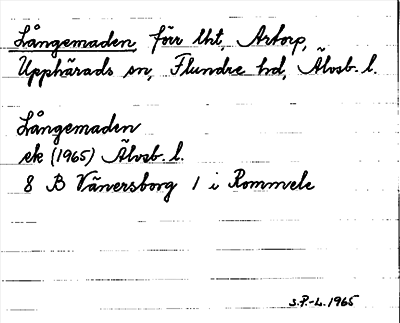 Långemaden, förr lht, Artorp,
Upphärads sn, Flundre hd, Älvsb. l.
Långemaden
ek (1965) Älvsb. l.
8 B Vänersborg 1 i Rommele
S.P.-L. 1965